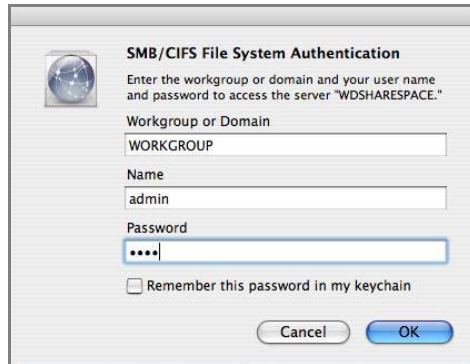 SMB/CIFS File System Authentication
Enter the workgroup or domain and your user name
and password to access the server "WDSHARESPACE."
Workgroup or Domain
WORKGROUP
Name
admin
Password
••••
Remember this password in my keychain
Cancel OK